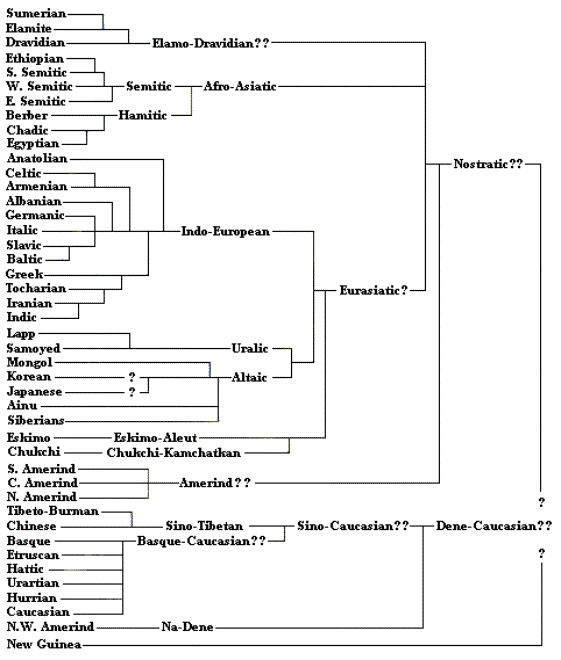 Sumerian
Elamite
Dravidian Elamo-Dravidian??
Ethiopian
S. Semitic
W. Semitic Semitic Afro-Asiatic
E. Semitic
Berber Hamitic
Chadic
Egyptian
Anatolian Nostratic??
Celtic
Armenian
Albanian
Germanic
Italic Indo-European
Slavic
Baltic
Greek
Tocharian Eurasiatic?
Iranian
Indic
Lapp
Samoyed Uralic
Mongol
Korean ? Altaic
Japanese ?
Ainu
Siberians
Eskimo Eskimo-Aleut
Chukchi Chukchi-Kamchatkan
S. Amerind
C. Amerind Amerind??
N. Amerind ?
Tibeto-Burman
Chinese Sino-Tibetan Sino-Caucasian?? Dene-Caucasian??
Basque Basque-Caucasian??
Etruscan ?
Hattic
Urartian
Hurrian
Caucasian
N.W. Amerind Na-Dene
New Guinea